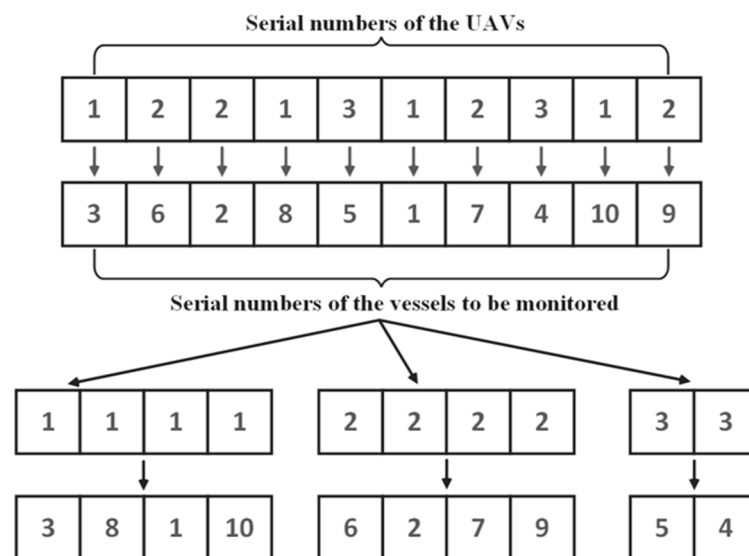 Serial numbers of the UAVs
1 2 2 1 3 1 2 3 1 2
3 6 2 8 5 1 7 4 10 9
Serial numbers of the vessels to be monitored
1 1 1 1 2 2 2 2 3 3
3 8 1 10 6 2 7 9 5 4